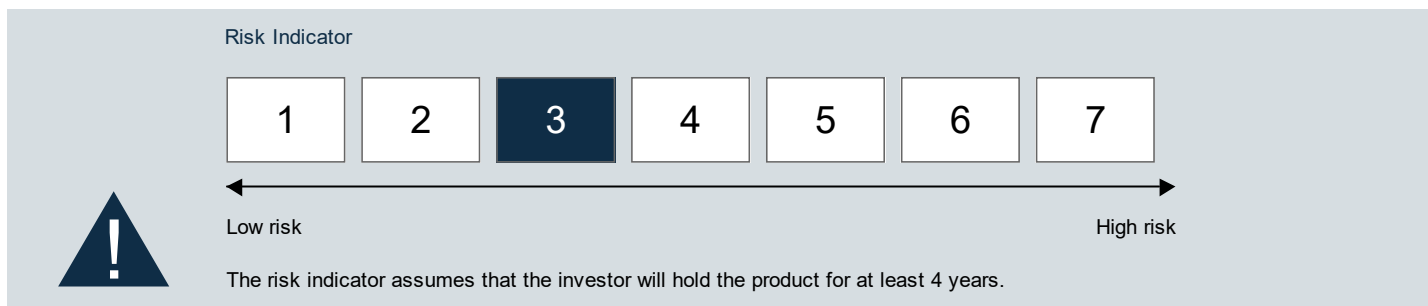 Risk Indicator
1 2 3 4 5 6 7
Low risk High risk
!
The risk indicator assumes that the investor will hold the product for at least 4 years.